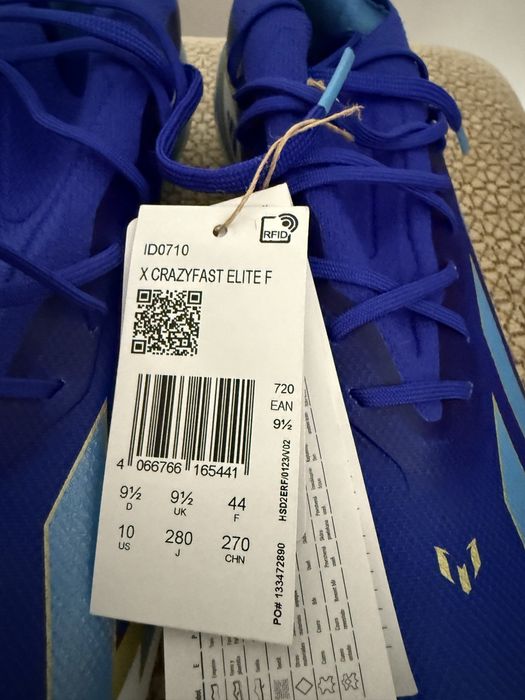 RFID
ID0710
X CRAZYFAST ELITE F
720
EAN
9½
4 066766 165441
9½ 9½ 44
D UK F
10 280 270
US J CHN
HSD2ERF/0123/V02
PO# 133472890